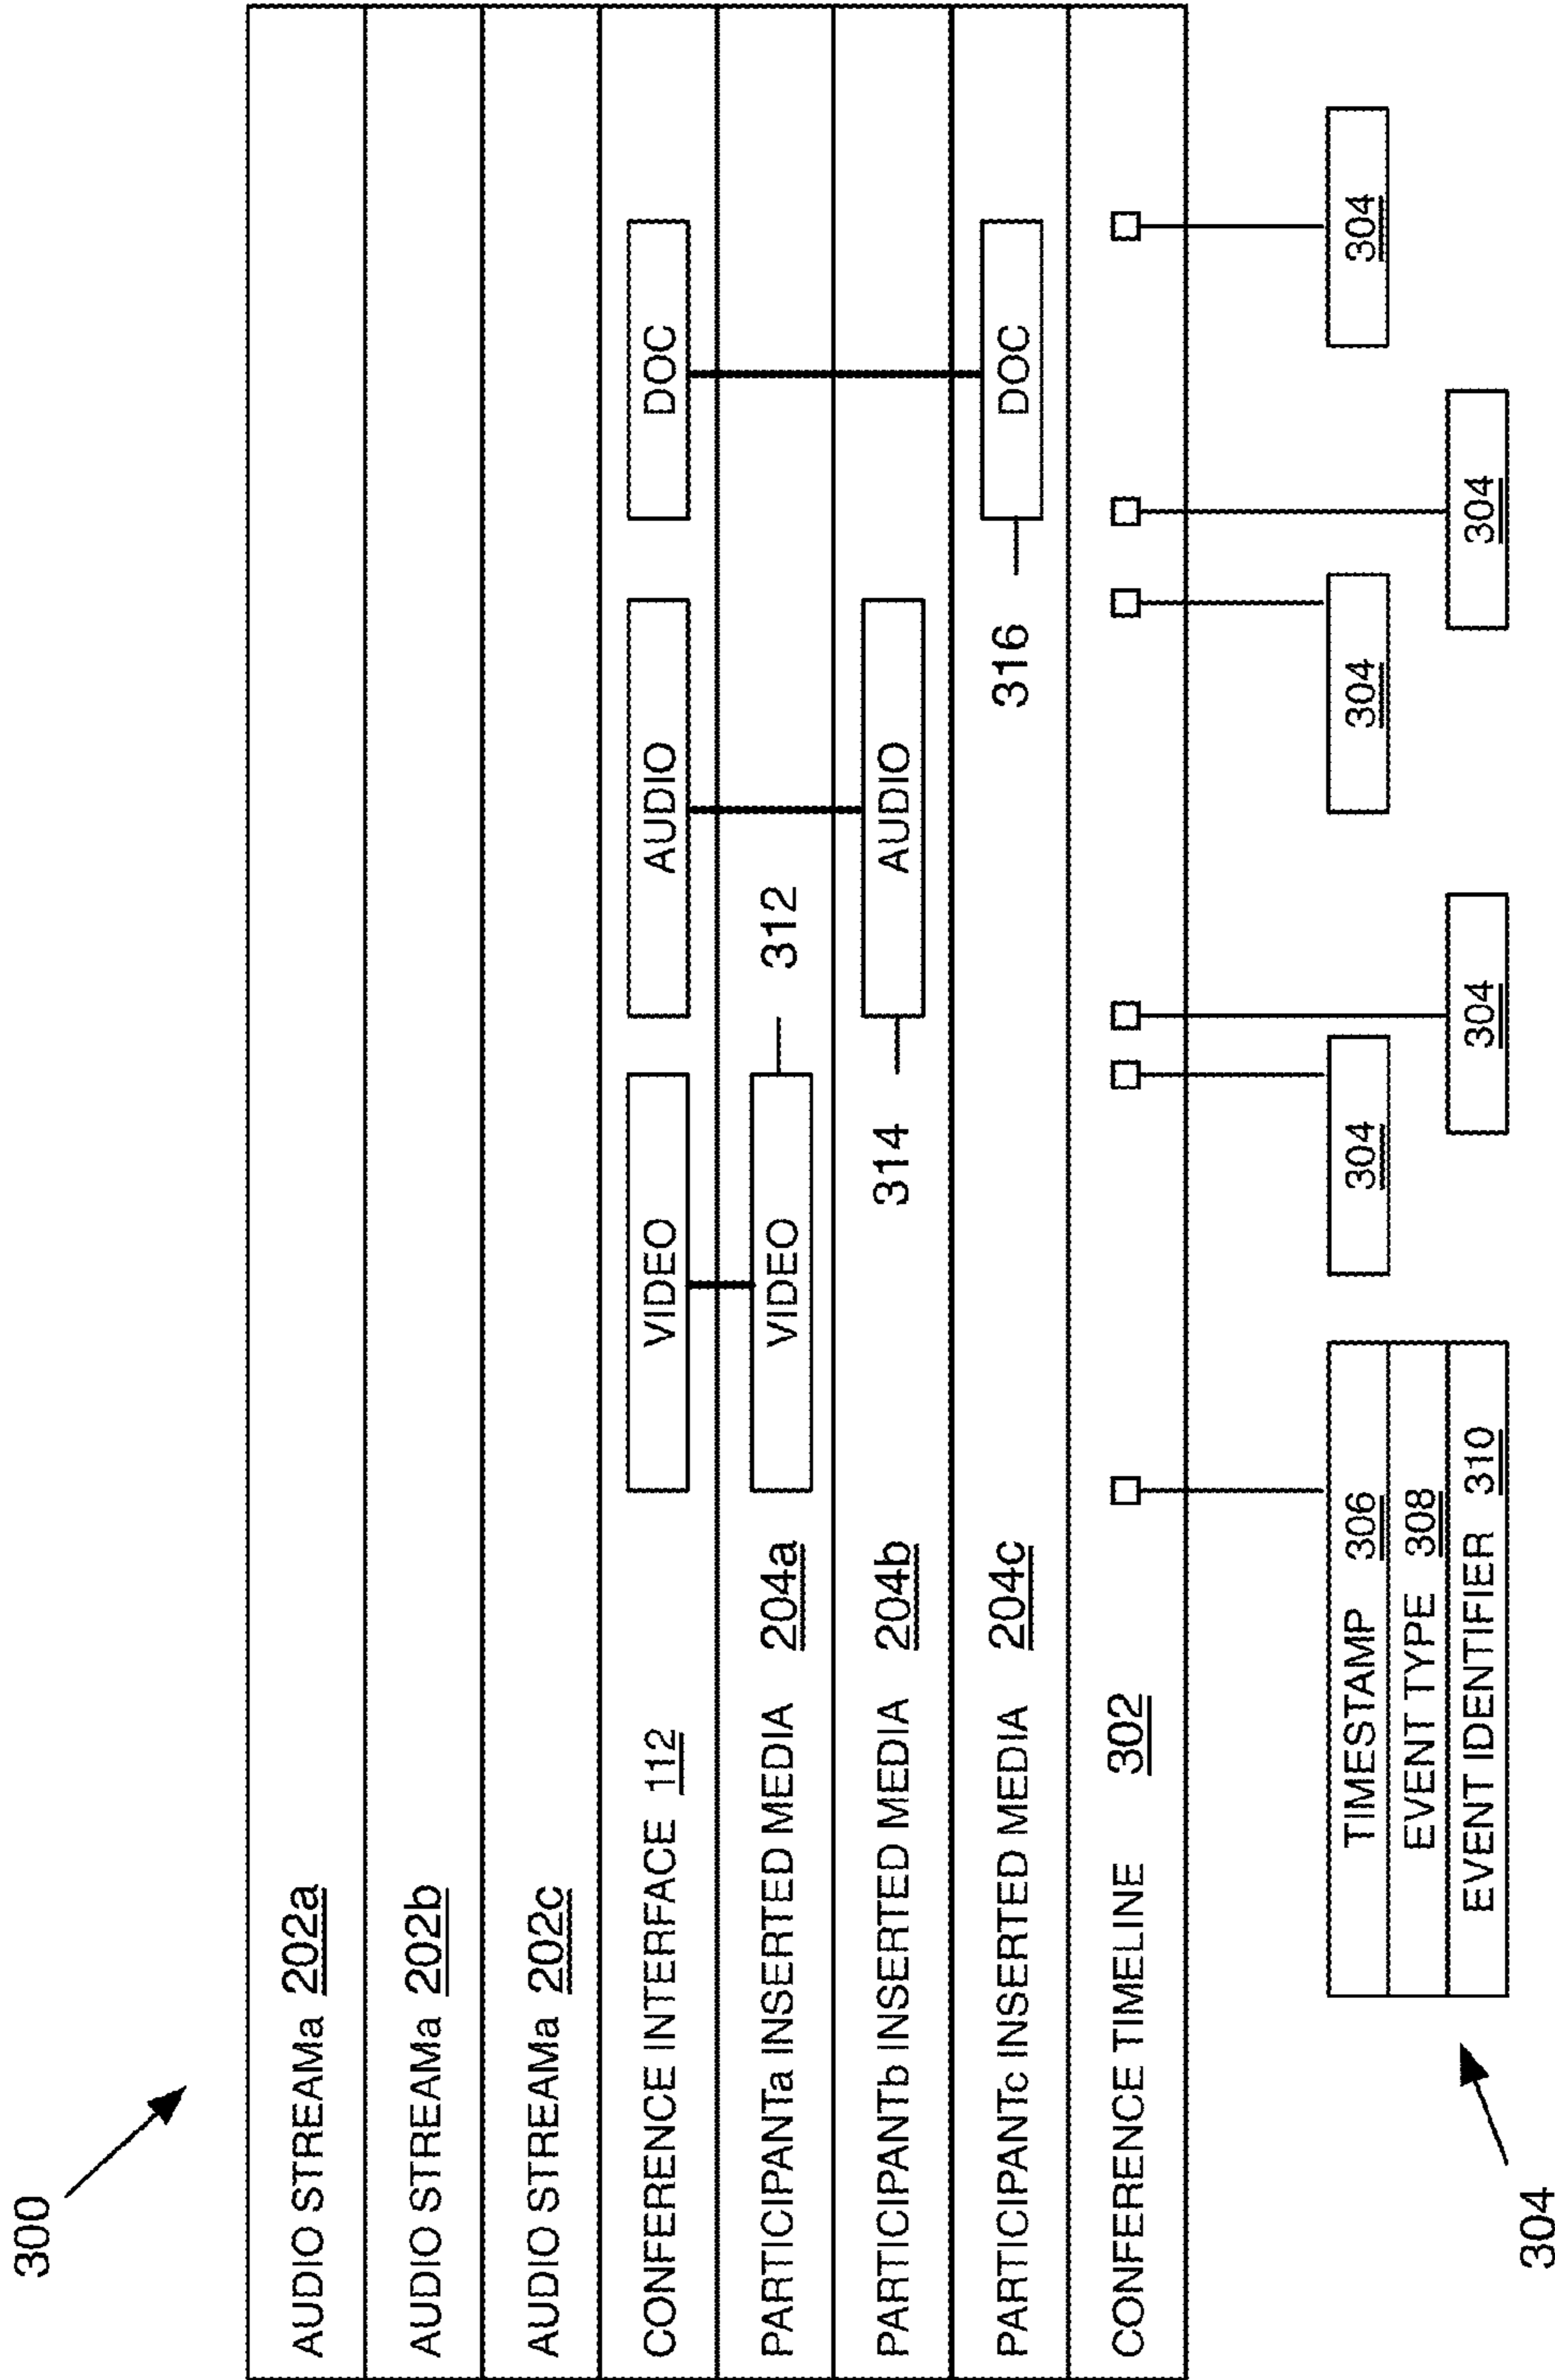 300
AUDIO STREAMa 202a
AUDIO STREAMa 202b
AUDIO STREAMa 202c
CONFERENCE INTERFACE 112
VIDEO
AUDIO
DOC
PARTICIPANTa INSERTED MEDIA 204a
VIDEO
312
PARTICIPANTb INSERTED MEDIA 204b
314
AUDIO
PARTICIPANTc INSERTED MEDIA 204c
316
DOC
CONFERENCE TIMELINE 302
TIMESTAMP 306
EVENT TYPE 308
EVENT IDENTIFIER 310
304
304
304
304
304
304